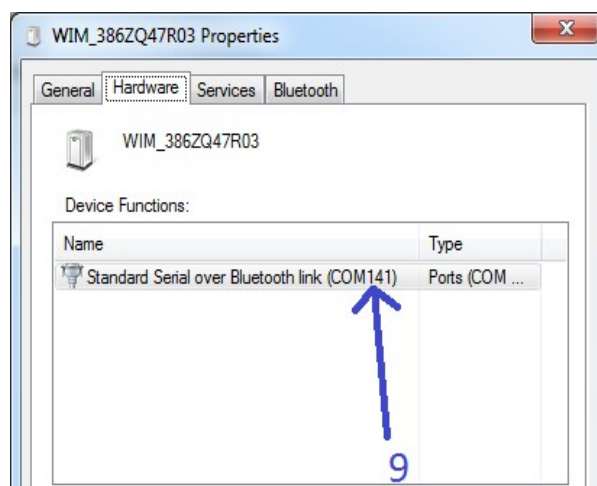 WIM_386ZQ47R03 Properties
X
General Hardware Services Bluetooth
WIM_386ZQ47R03
Device Functions:
Name Type
Standard Serial over Bluetooth link (COM141) Ports (COM ...
9